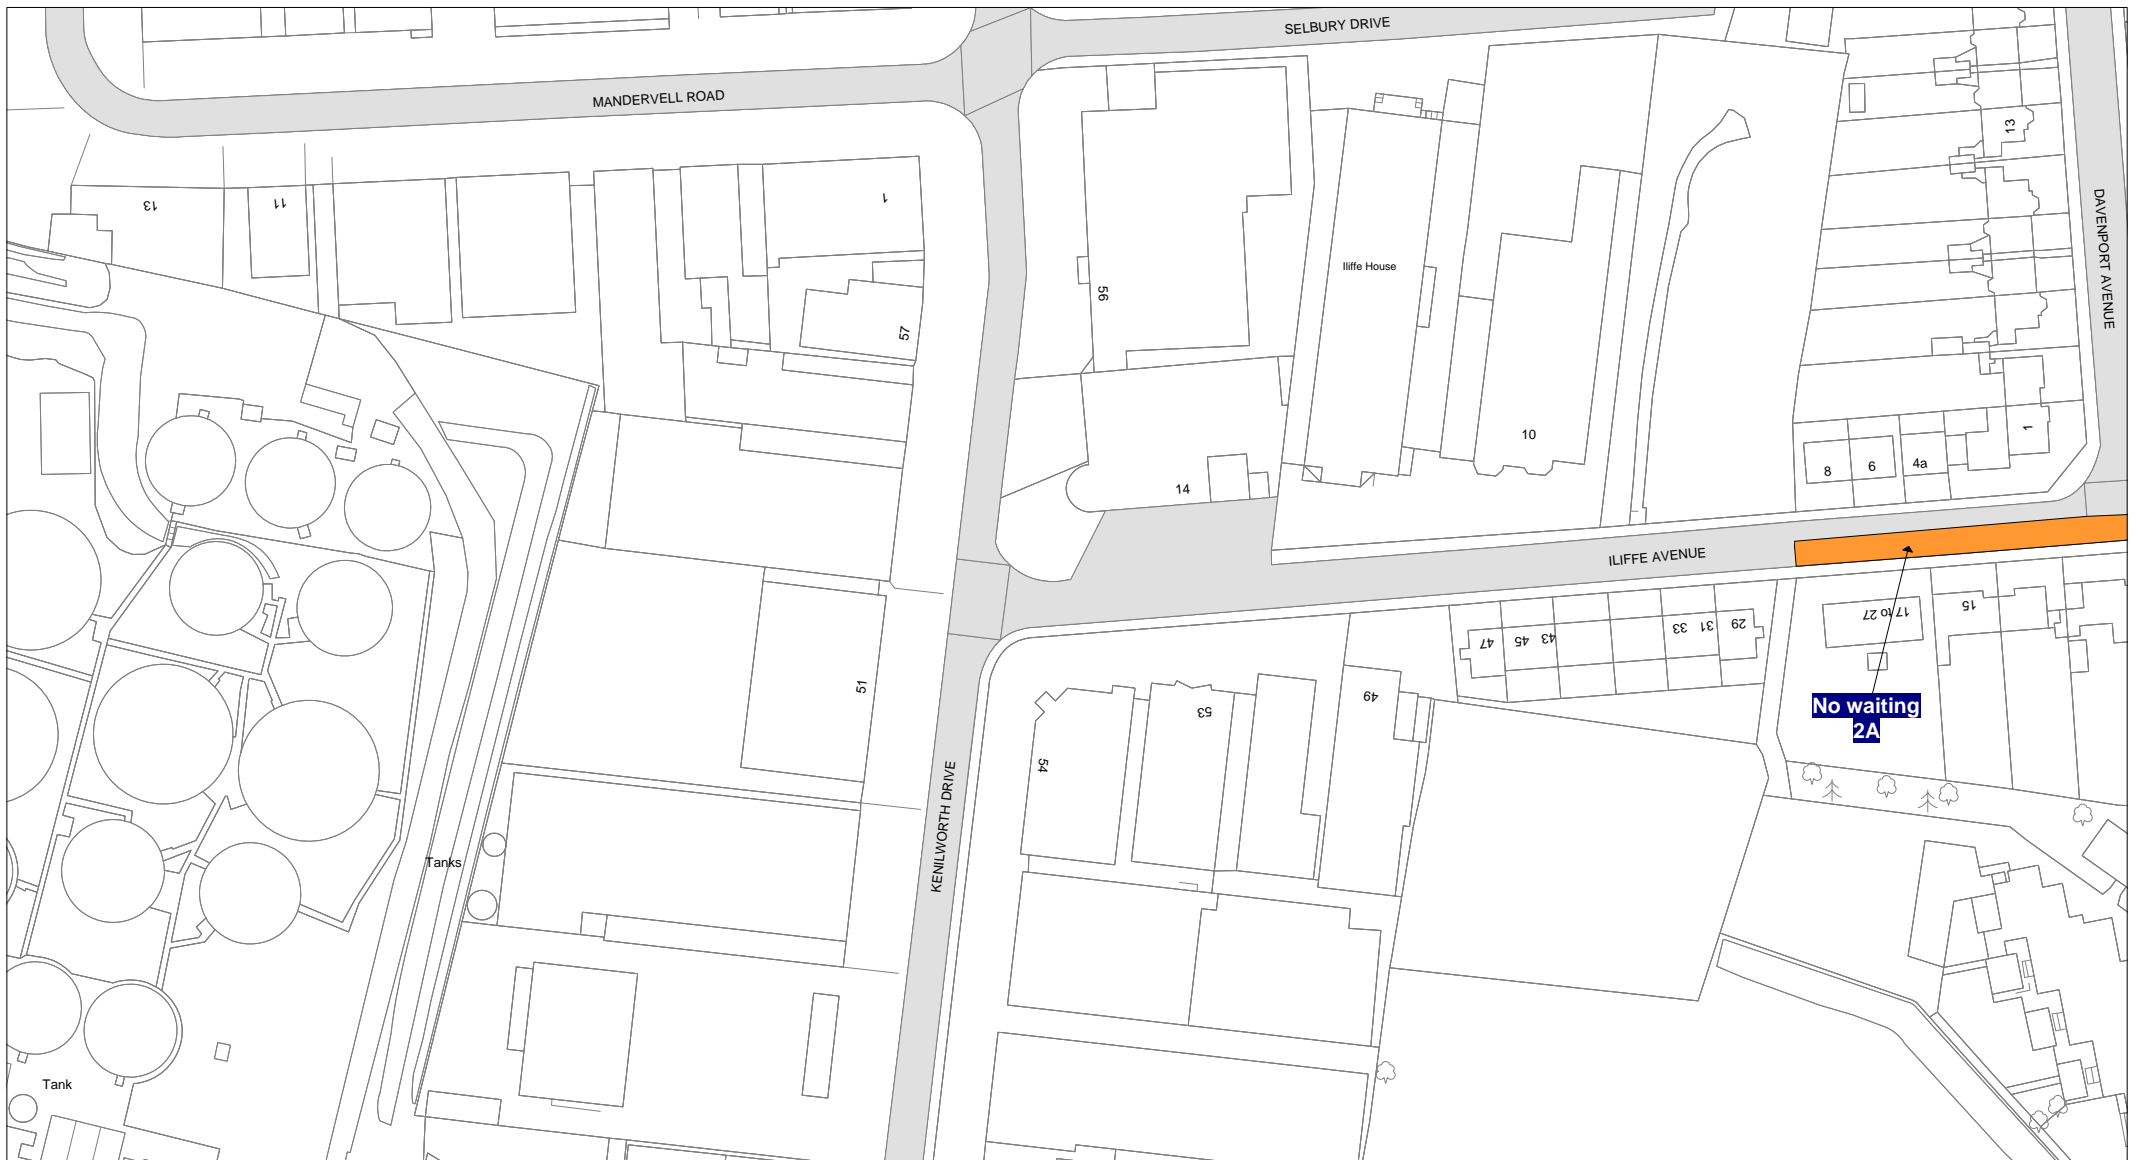 SELBURY DRIVE
MANDERVELL ROAD
13
11
1
13
DAVENPORT AVENUE
Iliffe House
56
57
10
1
8
6
4a
14
ILIFFE AVENUE
17 to 27
15
47
45
43
33
31
29
51
49
53
54
No waiting
2A
KENILWORTH DRIVE
Tanks
Tank